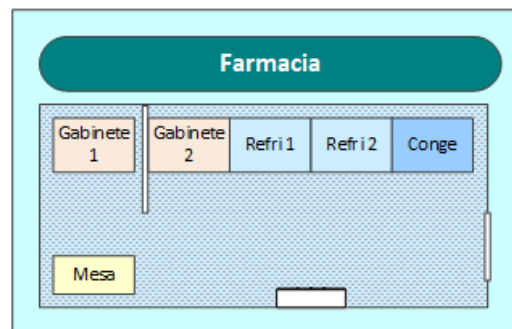 Farmacia
Gabinete
1
Gabinete
2
Refri 1
Refri 2
Conge
Mesa